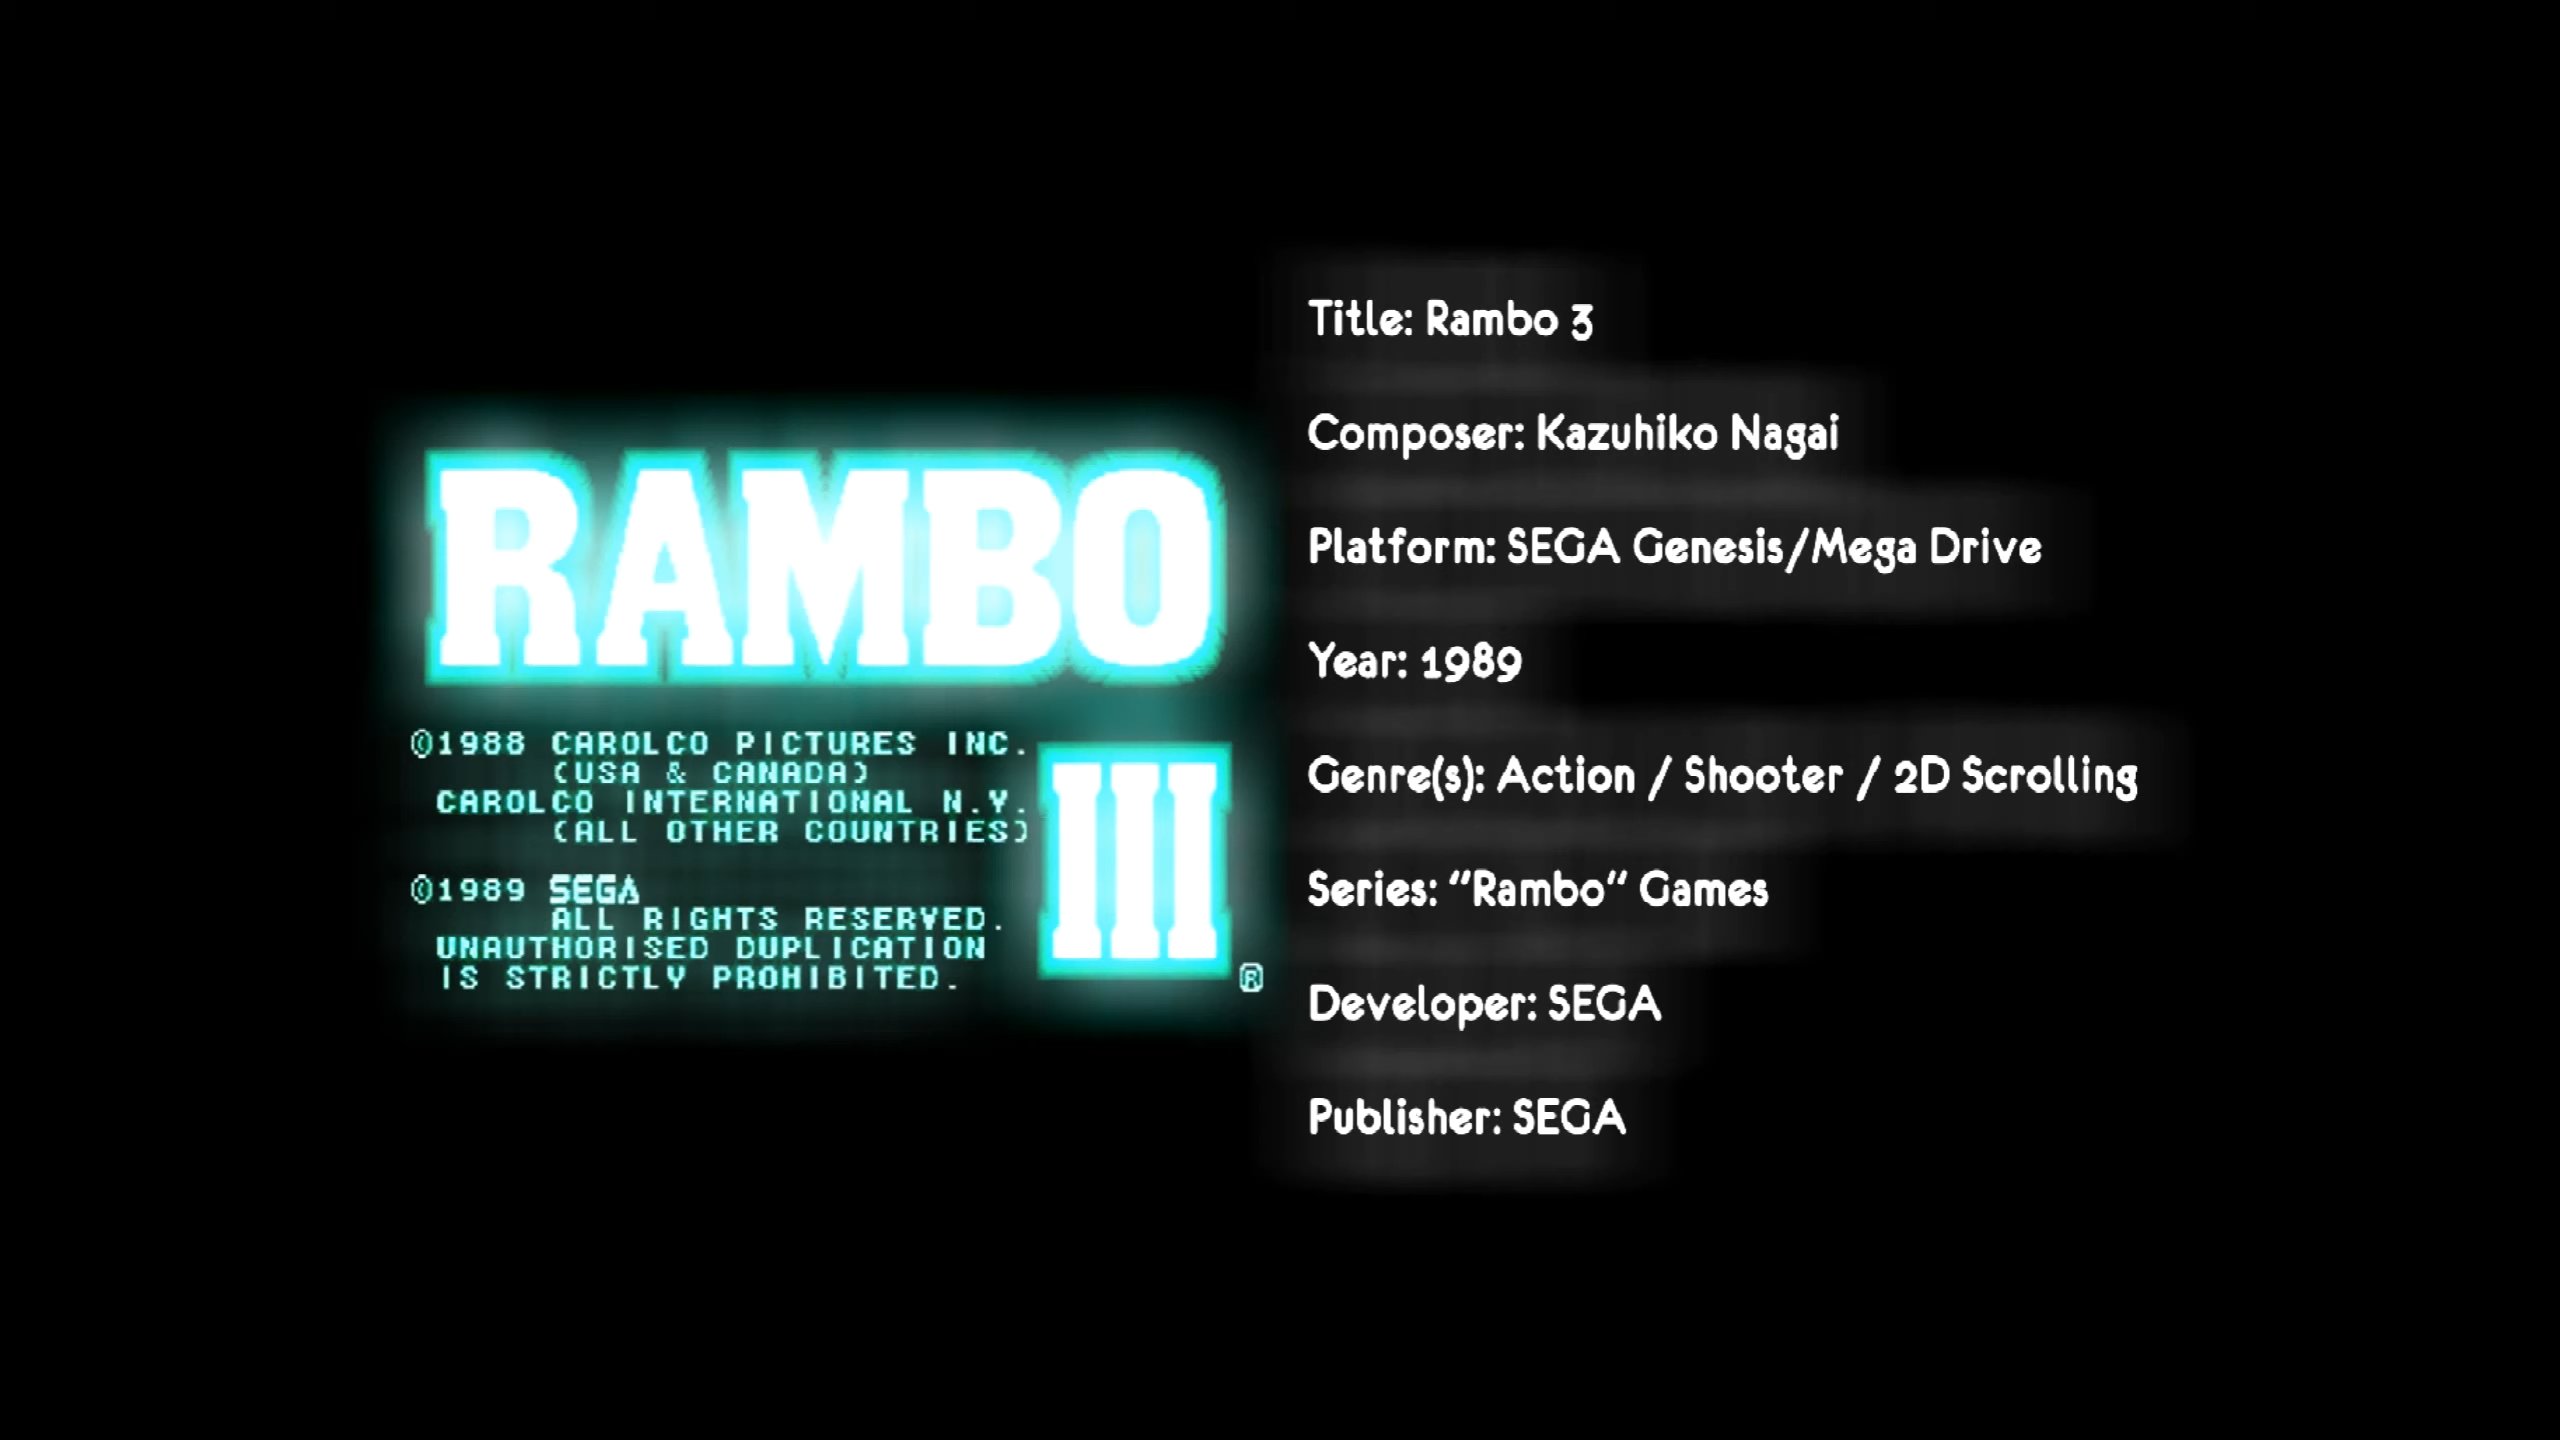 RAMBO
III
®
©1988 CAROLCO PICTURES INC.
(USA & CANADA)
CAROLCO INTERNATIONAL N.V.
(ALL OTHER COUNTRIES)
©1989 SEGA
ALL RIGHTS RESERVED.
UNAUTHORISED DUPLICATION
IS STRICTLY PROHIBITED.
Title: Rambo 3
Composer: Kazuhiko Nagai
Platform: SEGA Genesis/Mega Drive
Year: 1989
Genre(s): Action / Shooter / 2D Scrolling
Series: "Rambo" Games
Developer: SEGA
Publisher: SEGA